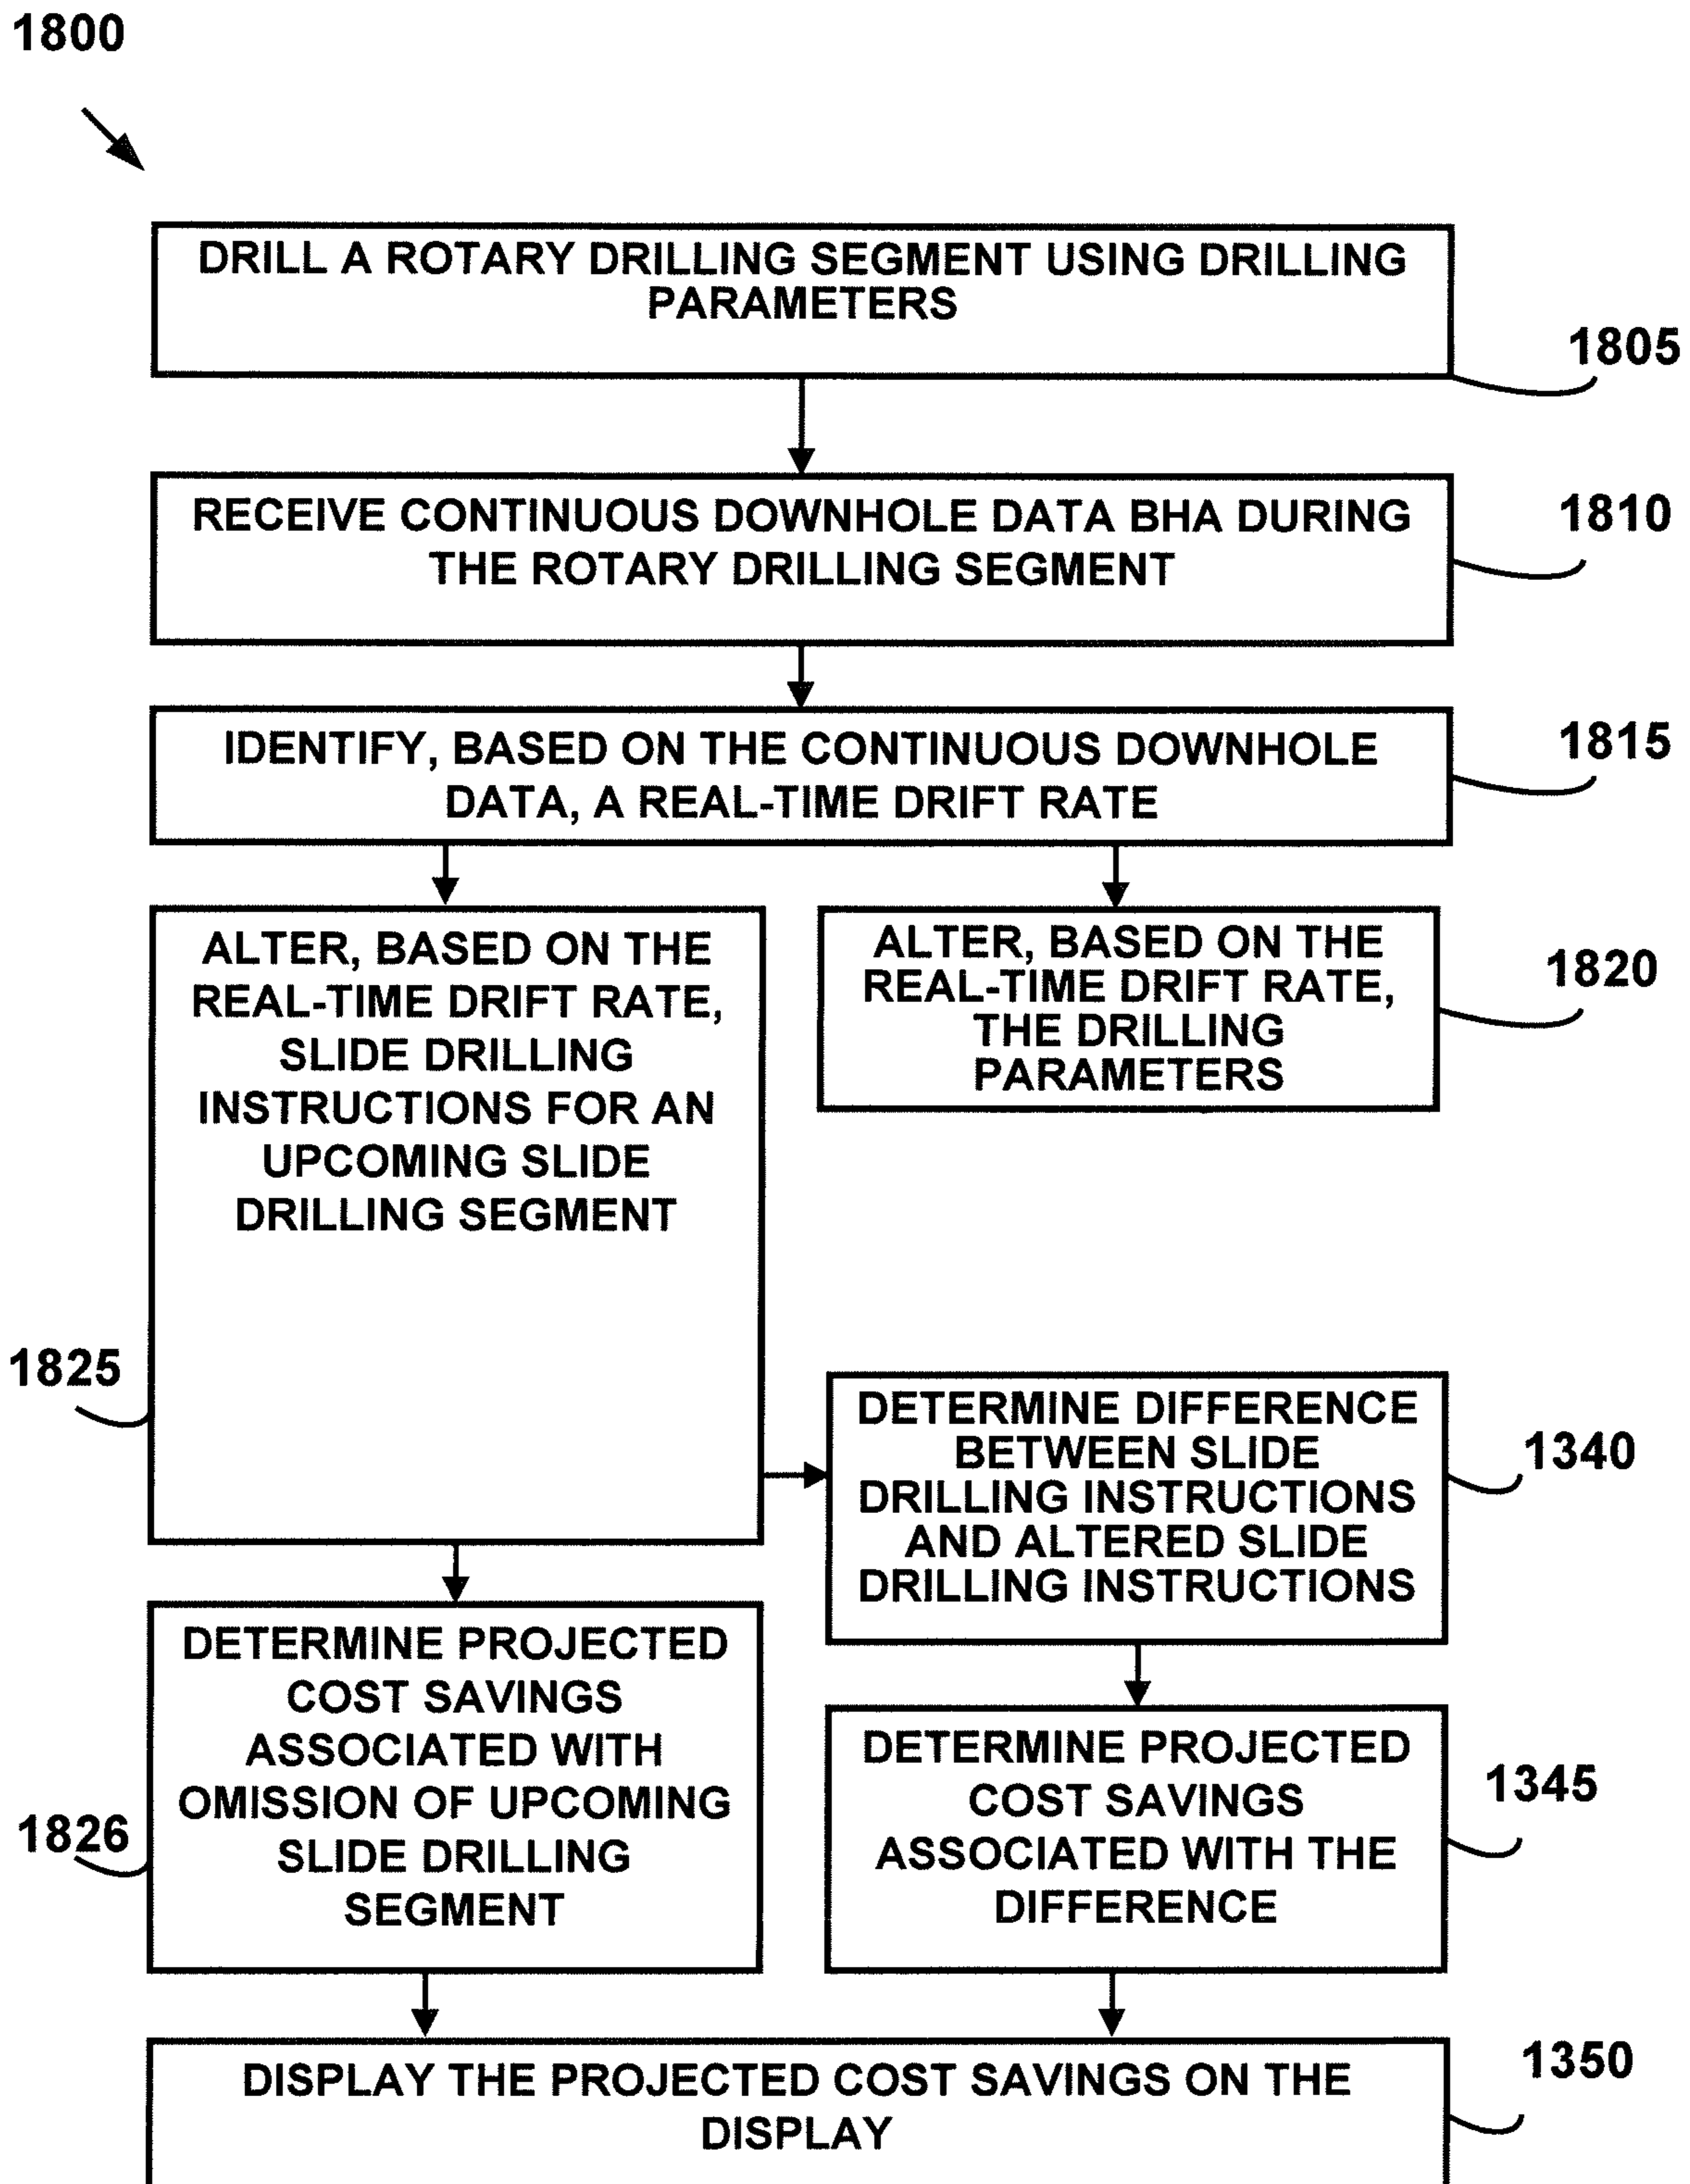 1800
DRILL A ROTARY DRILLING SEGMENT USING DRILLING
PARAMETERS
1805
RECEIVE CONTINUOUS DOWNHOLE DATA BHA DURING
THE ROTARY DRILLING SEGMENT
1810
IDENTIFY, BASED ON THE CONTINUOUS DOWNHOLE
DATA, A REAL-TIME DRIFT RATE
1815
ALTER, BASED ON THE
REAL-TIME DRIFT RATE,
SLIDE DRILLING
INSTRUCTIONS FOR AN
UPCOMING SLIDE
DRILLING SEGMENT
1825
ALTER, BASED ON THE
REAL-TIME DRIFT RATE,
THE DRILLING
PARAMETERS
1820
DETERMINE DIFFERENCE
BETWEEN SLIDE
DRILLING INSTRUCTIONS
AND ALTERED SLIDE
DRILLING INSTRUCTIONS
1340
DETERMINE PROJECTED
COST SAVINGS
ASSOCIATED WITH
OMISSION OF UPCOMING
SLIDE DRILLING
SEGMENT
1826
DETERMINE PROJECTED
COST SAVINGS
ASSOCIATED WITH THE
DIFFERENCE
1345
DISPLAY THE PROJECTED COST SAVINGS ON THE
DISPLAY
1350